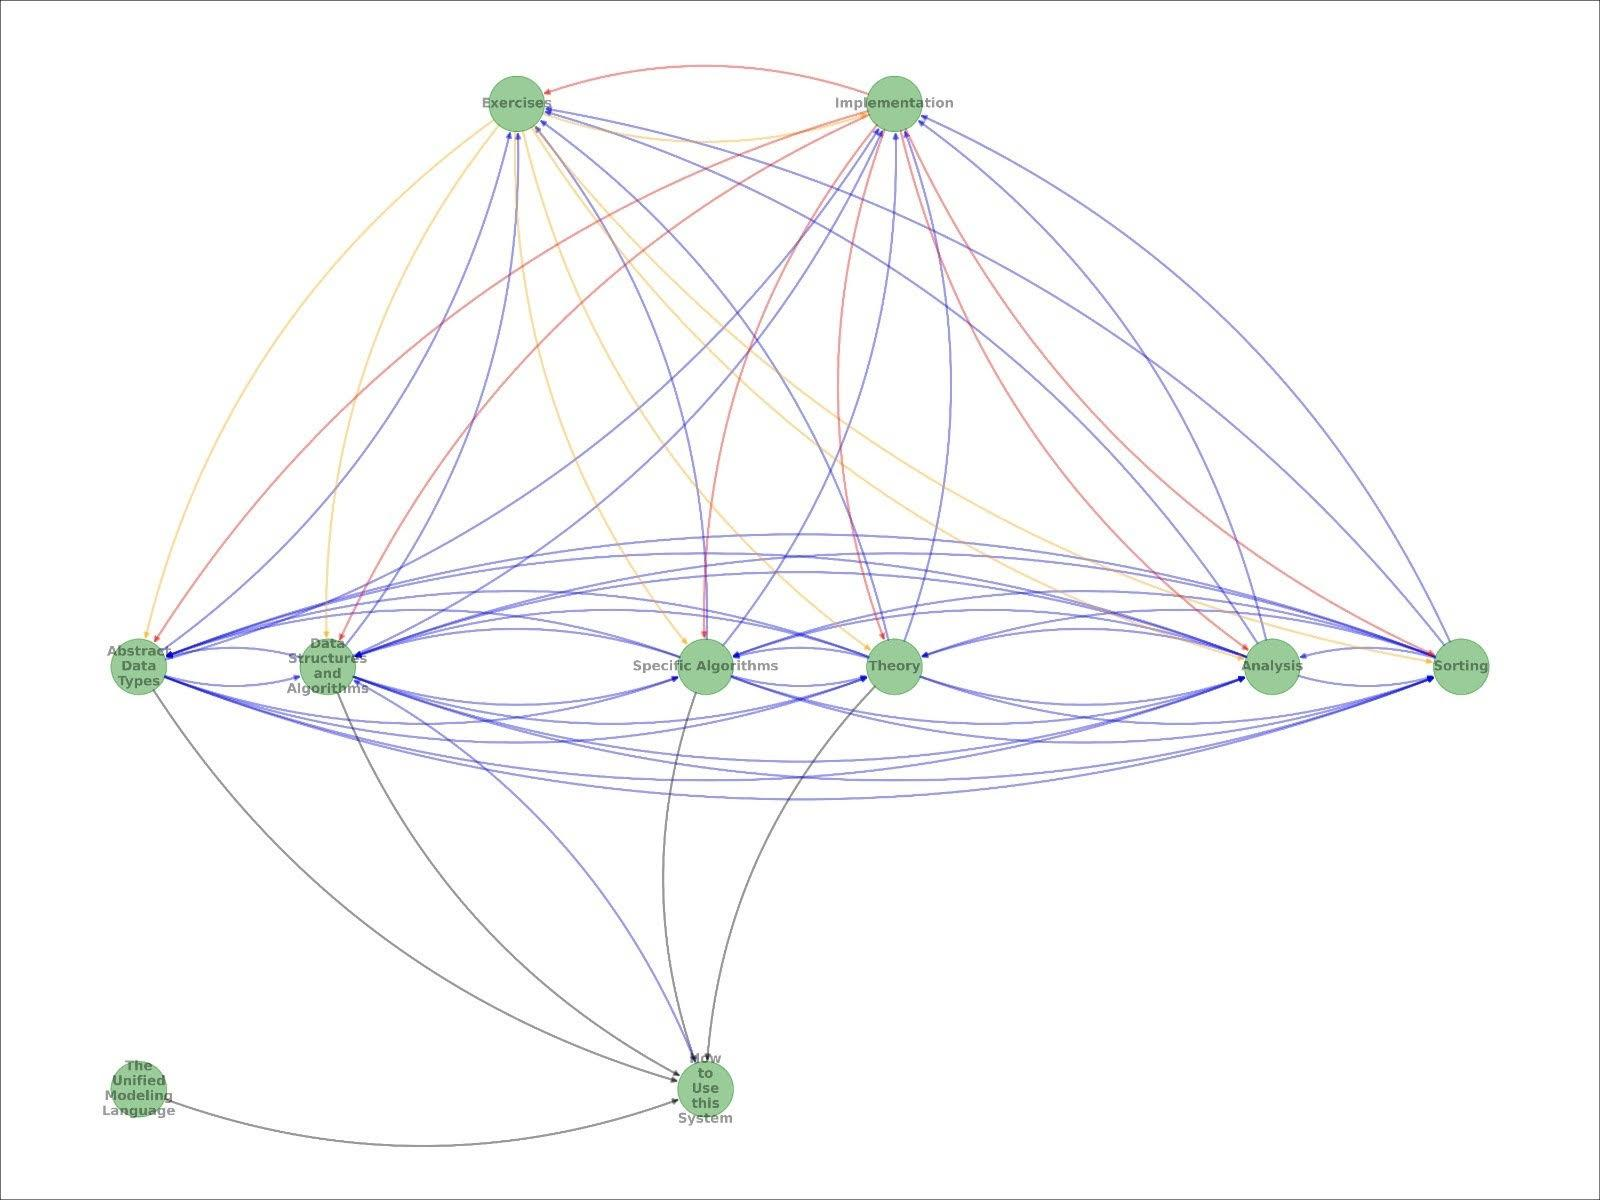 Exercises
Implementation
Abstract
Data
Types
Data
Structures
and
Algorithms
Specific Algorithms
Theory
Analysis
Sorting
The
Unified
Modeling
Language
How
to
Use
this
System